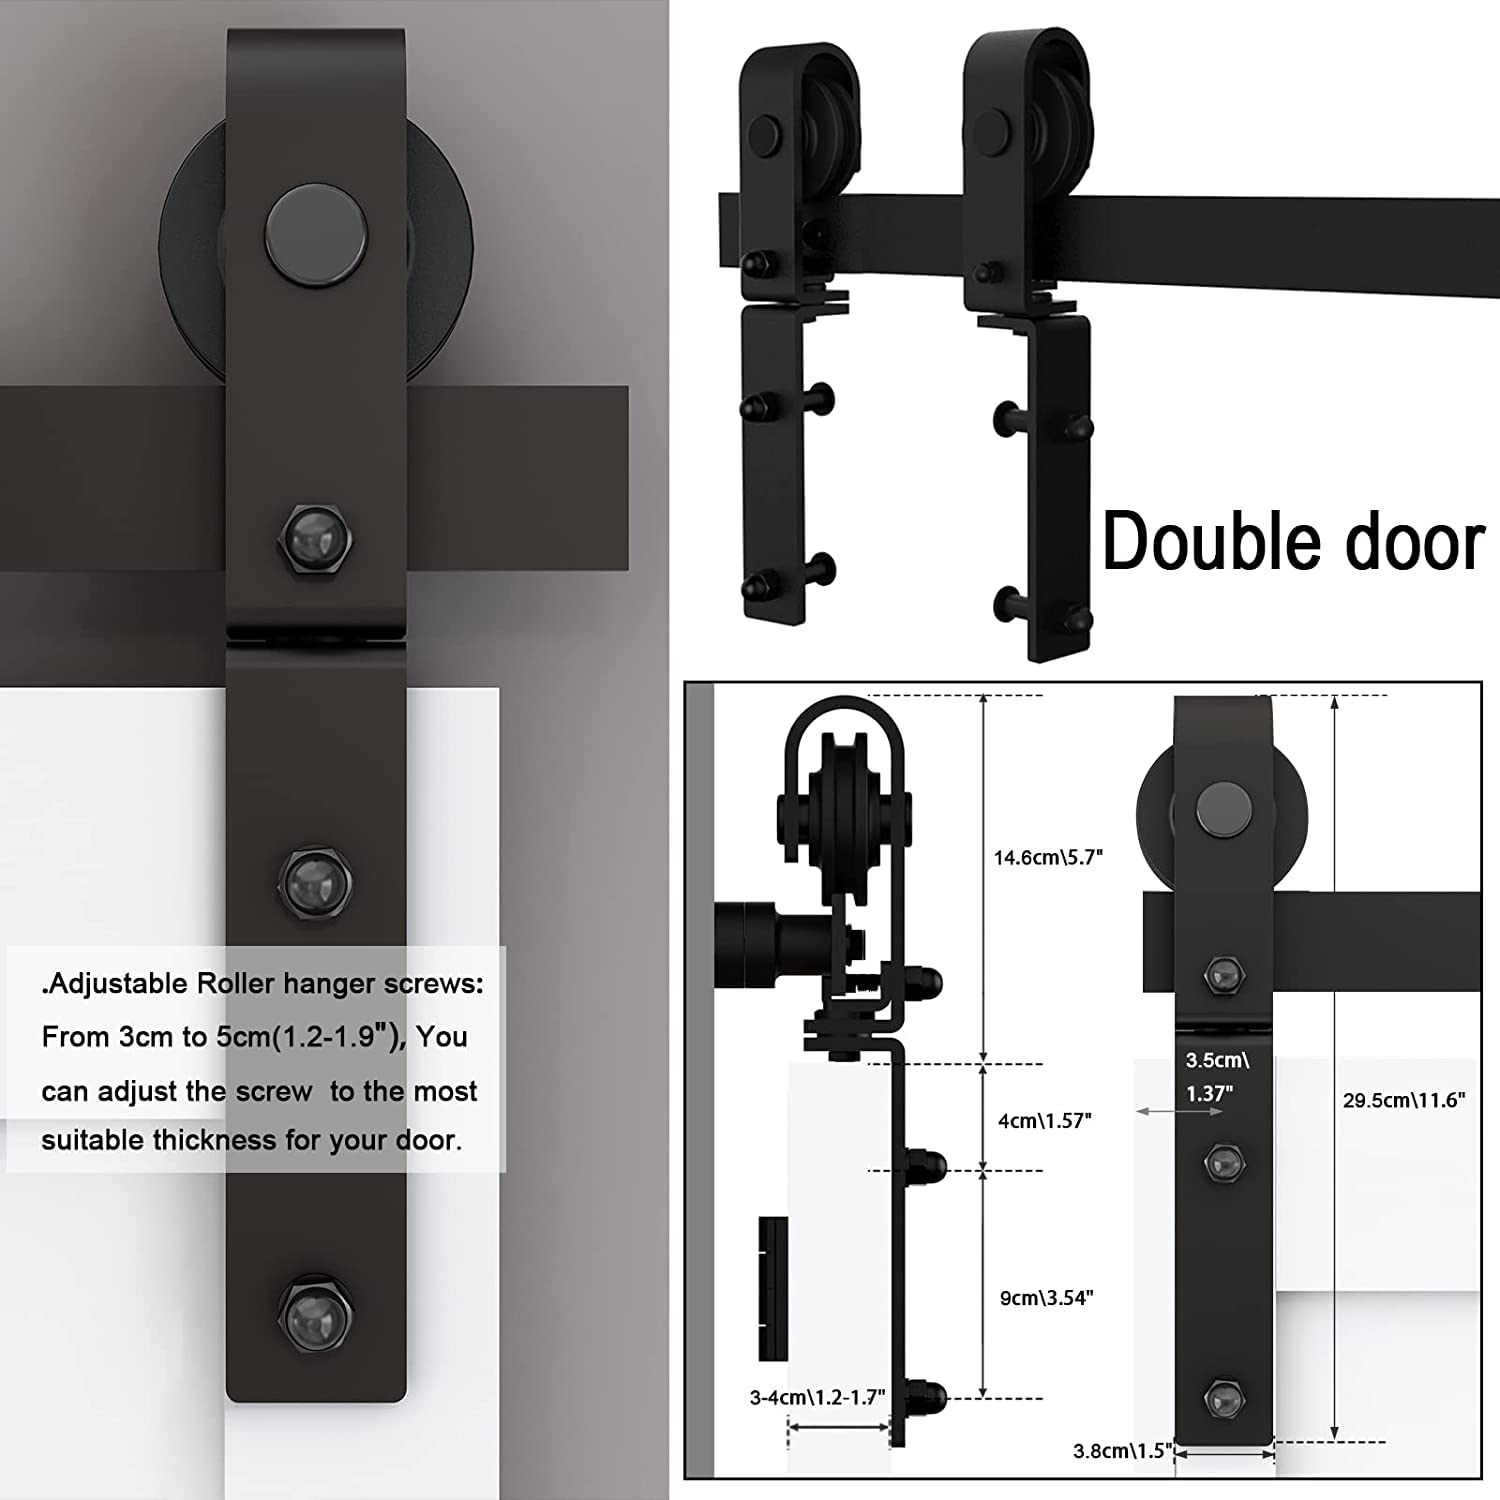 .Adjustable Roller hanger screws:
From 3cm to 5cm(1.2-1.9"), You
can adjust the screw to the most
suitable thickness for your door.
Double door
14.6cm\5.7"
4cm\1.57"
9cm\3.54"
3-4cm\1.2-1.7"
3.5cm\
1.37"
29.5cm\11.6"
3.8cm\1.5"